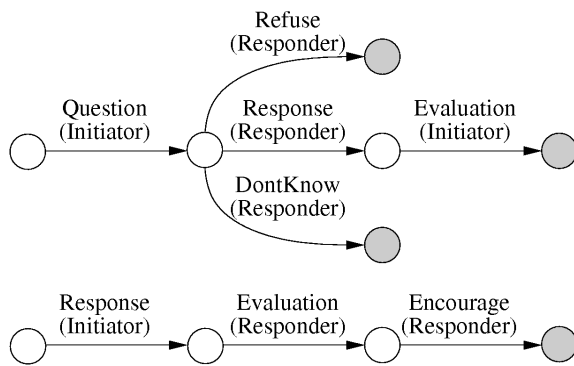 Refuse
(Responder)
Question
(Initiator)
Response
(Responder)
Evaluation
(Initiator)
DontKnow
(Responder)
Response
(Initiator)
Evaluation
(Responder)
Encourage
(Responder)